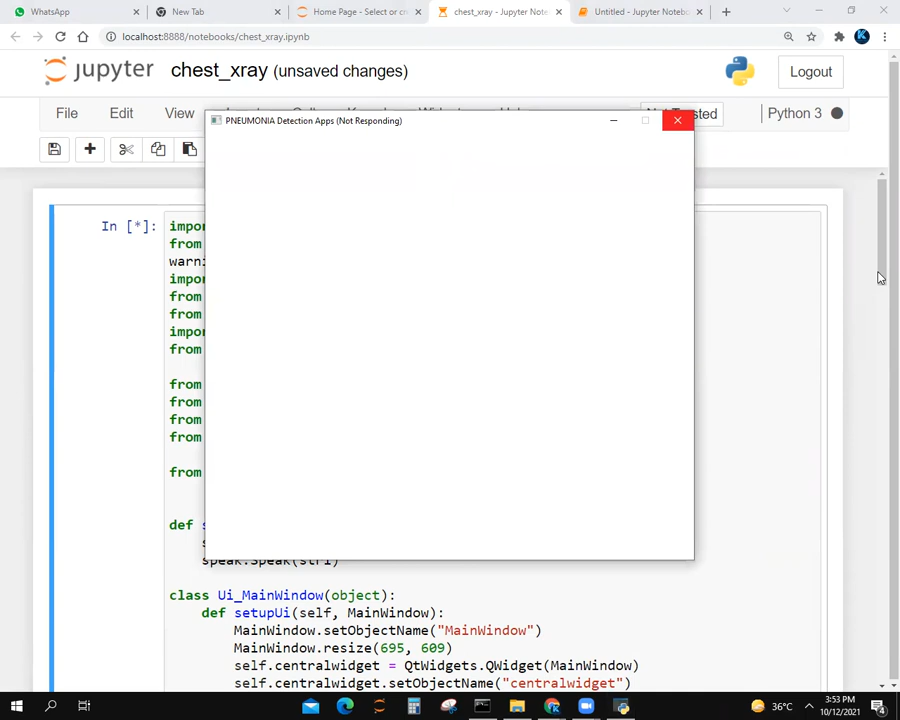 WhatsApp
New Tab
Home Page - Select or c
chest_xray - Jupyter Note
Untitled - Jupyter Noteb
localhost:8888/notebooks/chest_xray.ipynb
jupyter chest_xray (unsaved changes)
Logout
File Edit View
Python 3
PNEUMONIA Detection Apps (Not Responding)
In [*]: impor
from
warni
impor
from
from
impor
from
from
from
from
from
from
def s
speak.Speak(str1)
class Ui_MainWindow(object):
def setupUi(self, MainWindow):
MainWindow.setObjectName("MainWindow")
MainWindow.resize(695, 609)
self.centralwidget = QtWidgets.QWidget(MainWindow)
self.centralwidget.setObjectName("centralwidget")
36°C
3:53 PM
10/12/2021